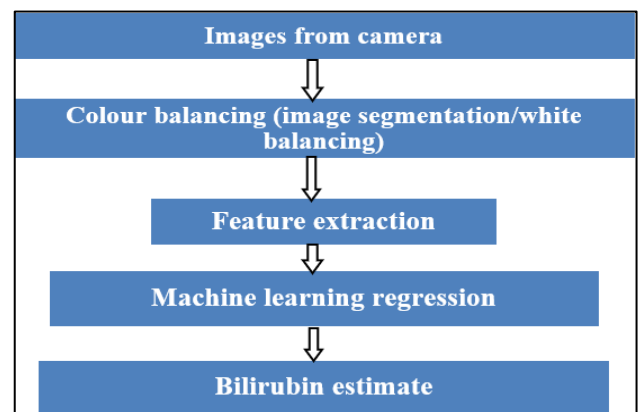 Images from camera
Colour balancing (image segmentation/white
balancing)
Feature extraction
Machine learning regression
Bilirubin estimate